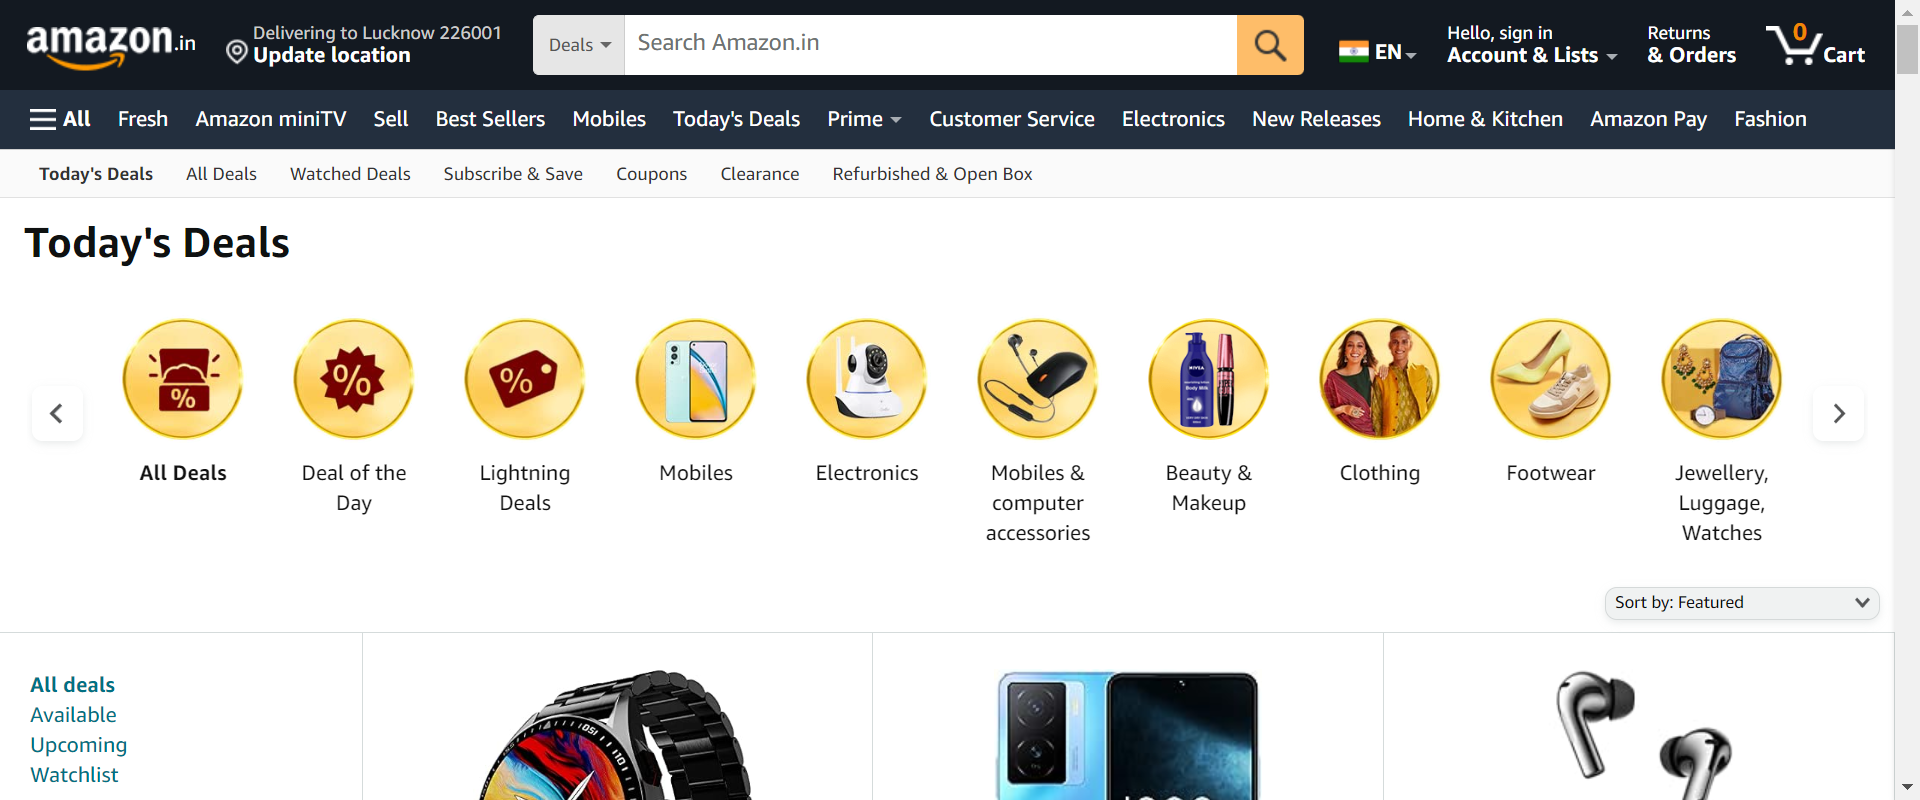 amazon.in
Delivering to Lucknow 226001
Update location
Deals
Search Amazon.in
EN
Hello, sign in
Account & Lists
Returns
& Orders
0
Cart
All
Fresh
Amazon miniTV
Sell
Best Sellers
Mobiles
Today's Deals
Prime
Customer Service
Electronics
New Releases
Home & Kitchen
Amazon Pay
Fashion
Today's Deals
All Deals
Watched Deals
Subscribe & Save
Coupons
Clearance
Refurbished & Open Box
Today's Deals
%
%
%
NIVEA
Body Milk
All Deals
Deal of the
Day
Lightning
Deals
Mobiles
Electronics
Mobiles &
computer
accessories
Beauty &
Makeup
Clothing
Footwear
Jewellery,
Luggage,
Watches
Sort by: Featured
All deals
Available
Upcoming
Watchlist